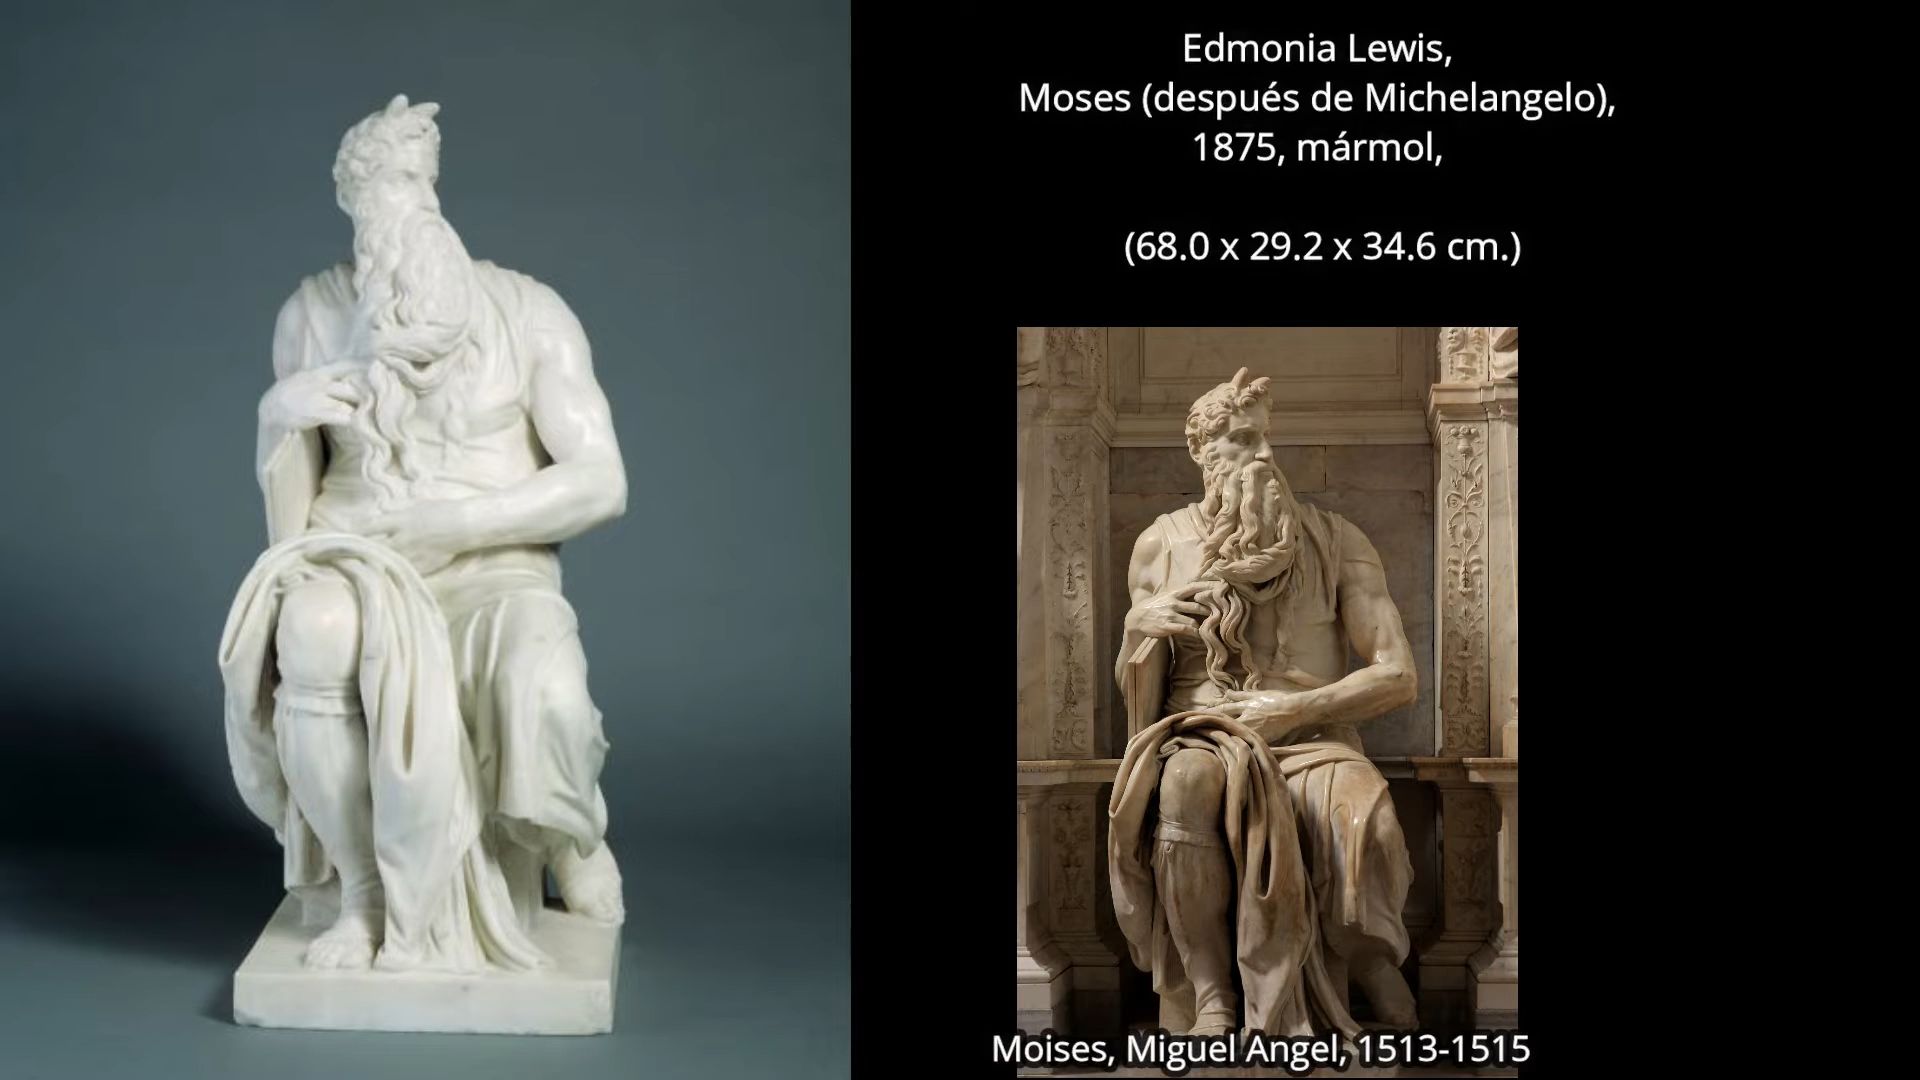 Edmonia Lewis,
Moses (después de Michelangelo),
1875, mármol,
(68.0 x 29.2 x 34.6 cm.)
Moises, Miguel Angel, 1513-1515